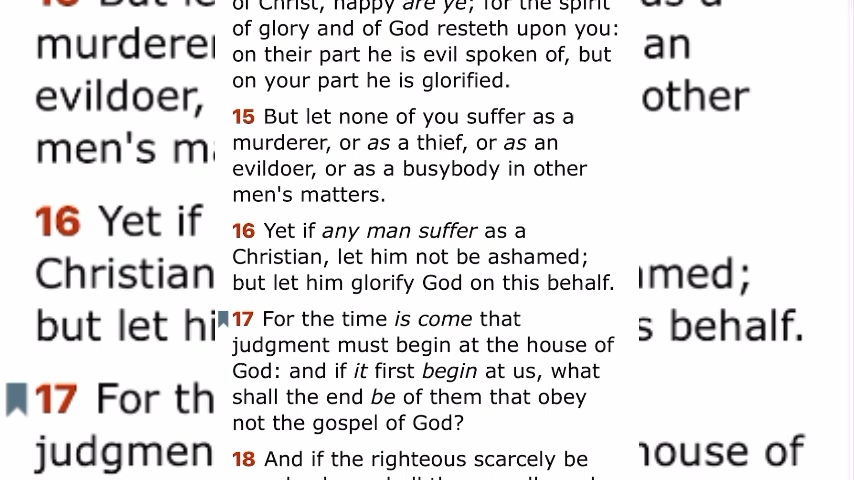 of Christ, happy are ye; for the spirit
of glory and of God resteth upon you:
on their part he is evil spoken of, but
on your part he is glorified.
15 But let none of you suffer as a
murderer, or as a thief, or as an
evildoer, or as a busybody in other
men's matters.
16 Yet if any man suffer as a
Christian, let him not be ashamed;
but let him glorify God on this behalf.
17 For the time is come that
judgment must begin at the house of
God: and if it first begin at us, what
shall the end be of them that obey
not the gospel of God?
18 And if the righteous scarcely be
murderer
an
evildoer,
other
men's
16 Yet if
Christian
amed;
but let hi
s behalf.
17 For th
judgmen
house of